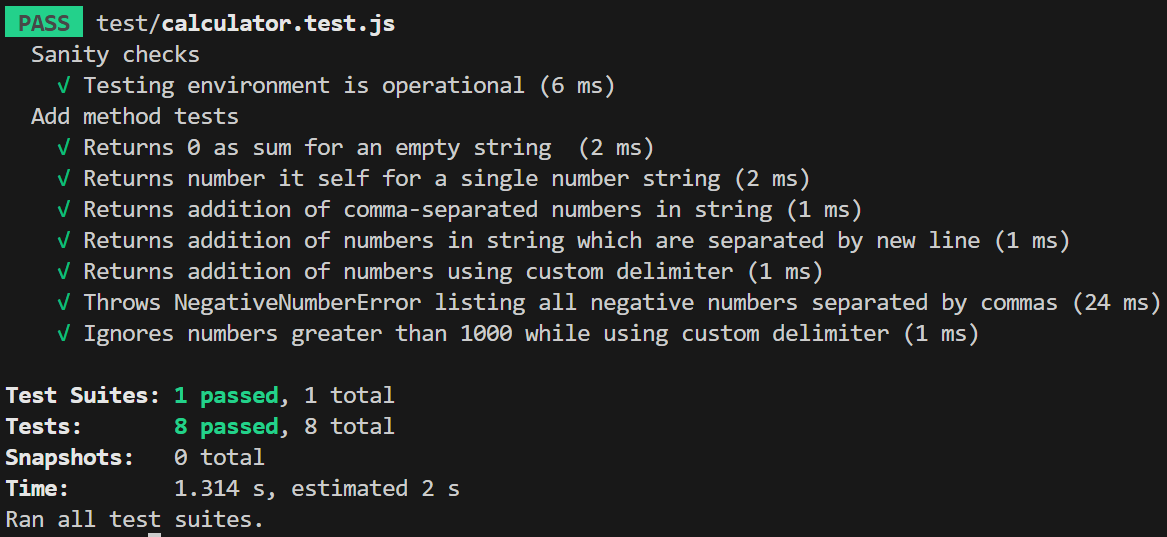 PASS test/calculator.test.js
Sanity checks
√ Testing environment is operational (6 ms)
Add method tests
√ Returns 0 as sum for an empty string  (2 ms)
√ Returns number it self for a single number string (2 ms)
√ Returns addition of comma-separated numbers in string (1 ms)
√ Returns addition of numbers in string which are separated by new line (1 ms)
√ Returns addition of numbers using custom delimiter (1 ms)
√ Throws NegativeNumberError listing all negative numbers separated by commas (24 ms)
√ Ignores numbers greater than 1000 while using custom delimiter (1 ms)
Test Suites: 1 passed, 1 total
Tests:       8 passed, 8 total
Snapshots:   0 total
Time:        1.314 s, estimated 2 s
Ran all test suites.